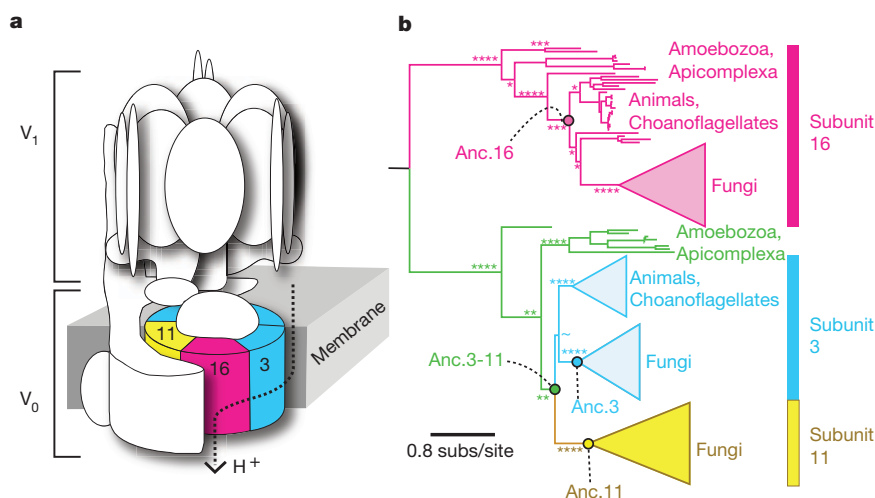 a
V1
V0
11
16
3
Membrane
H+
b
****
***
*
****
*
***
*
*
****
Amoebozoa,
Apicomplexa
Animals,
Choanoflagellates
Anc.16
Fungi
Subunit
16
****
****
**
Amoebozoa,
Apicomplexa
****
Animals,
Choanoflagellates
~
****
Fungi
Anc.3-11
**
Anc.3
Subunit
3
0.8 subs/site
****
Fungi
Anc.11
Subunit
11